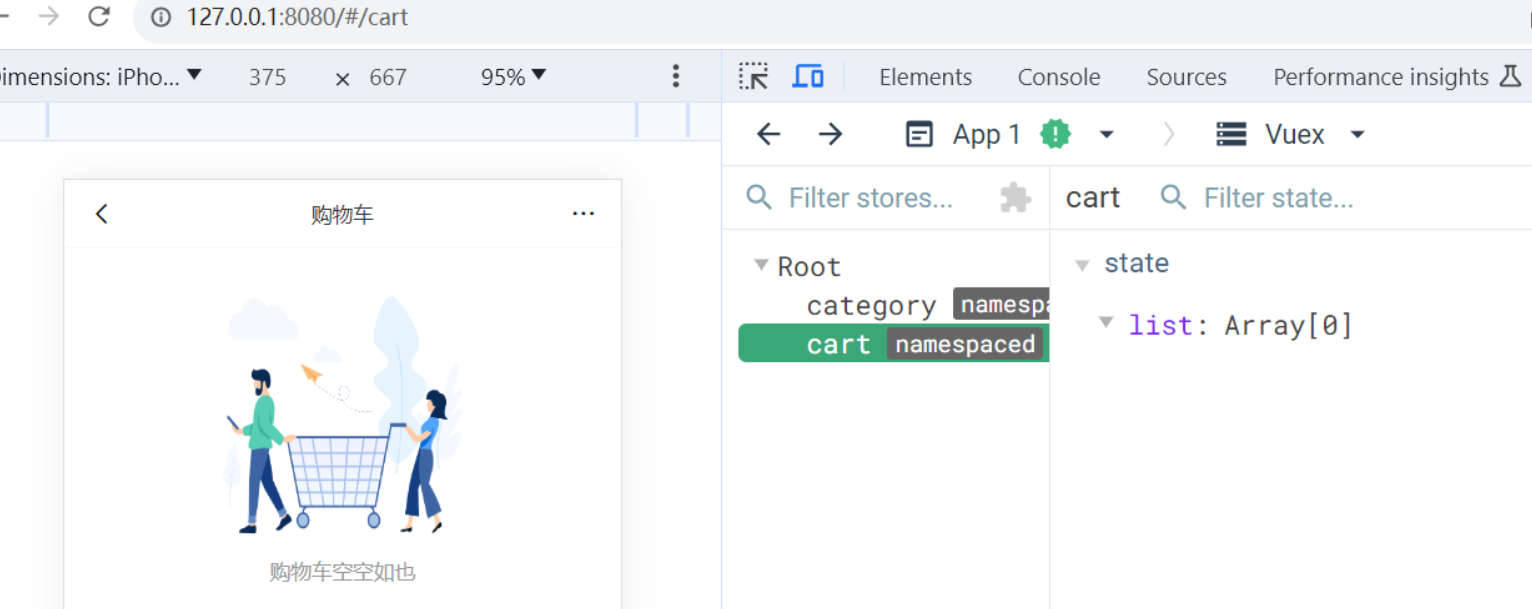 127.0.0.1:8080/#/cart
imensions: iPho... 375 × 667 95%
Elements Console Sources Performance insights
App 1 Vuex
Filter stores... cart Filter state...
购物车
Root
category namespa
cart namespaced
state
list: Array[0]
购物车空空如也